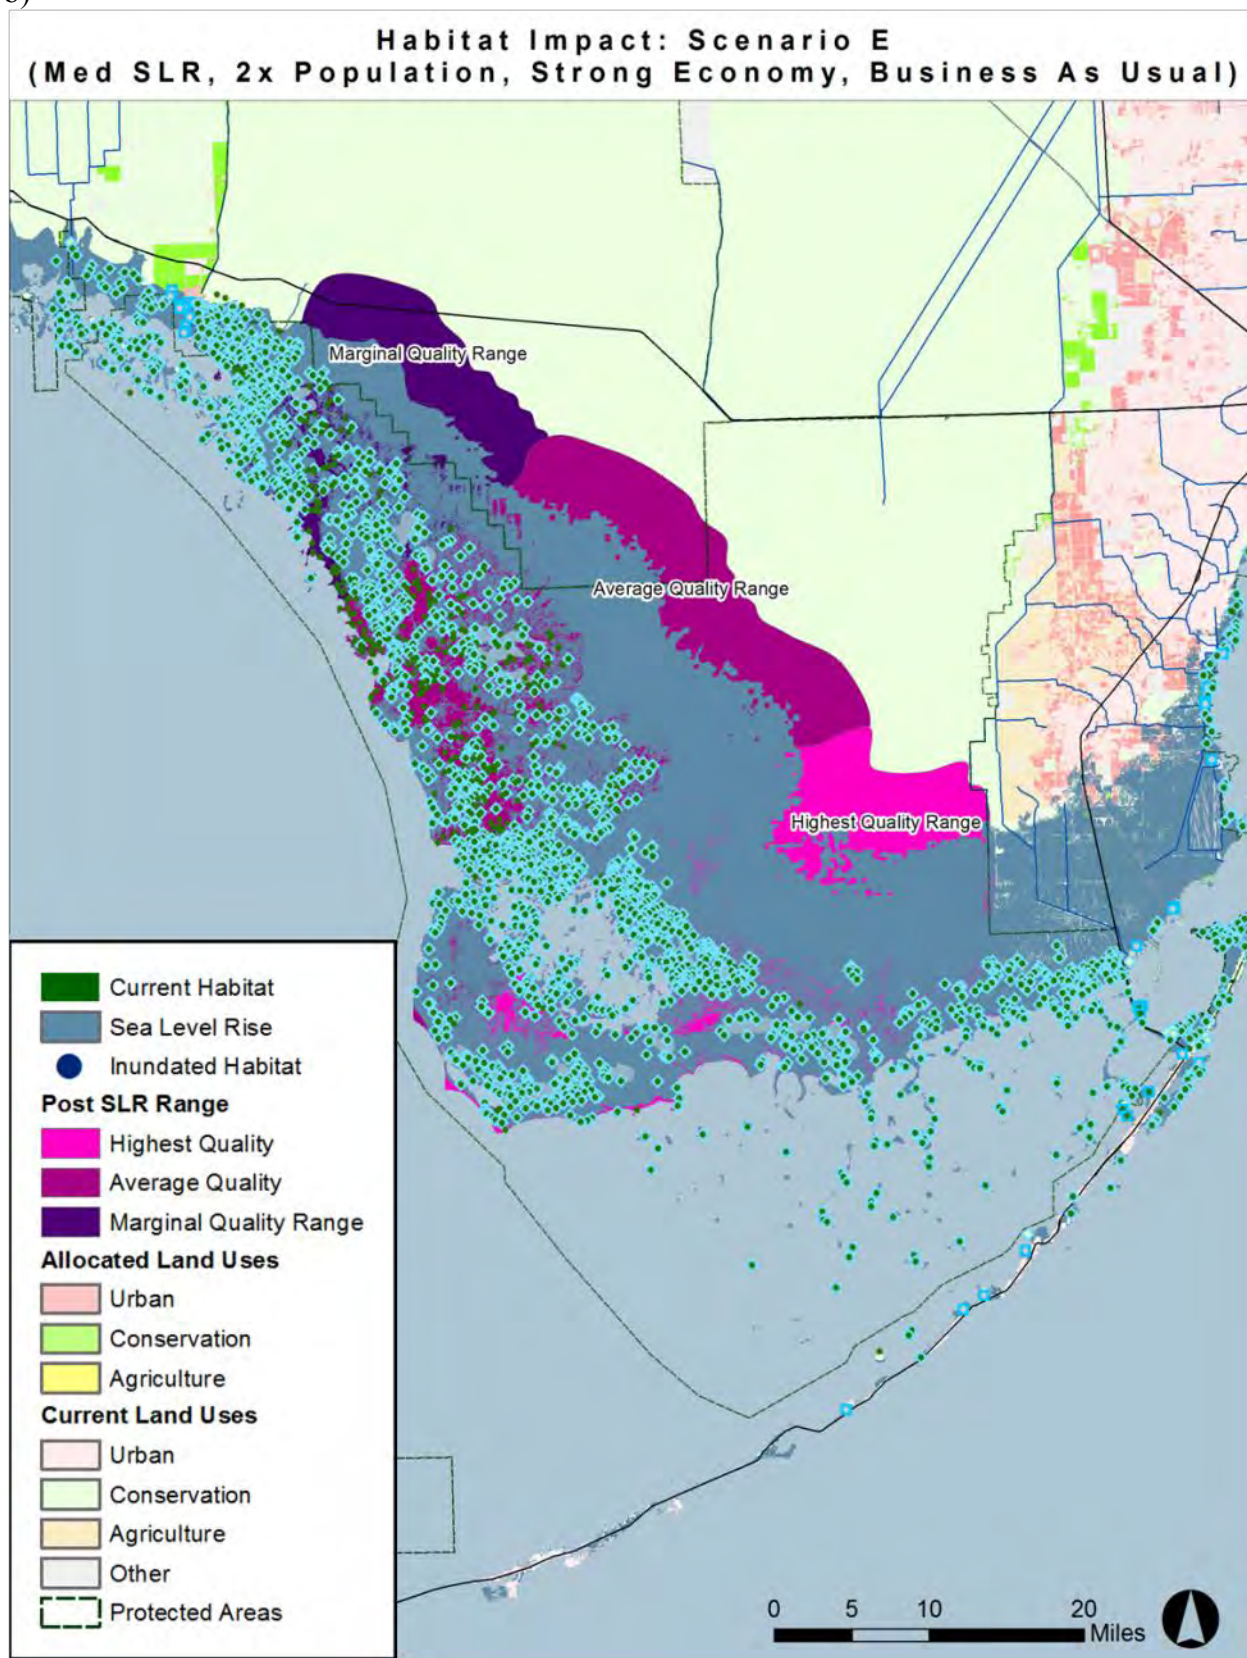 Habitat Impact: Scenario E
(Med SLR, 2x Population, Strong Economy, Business As Usual)
Marginal Quality Range
Average Quality Range
Highest Quality Range
Current Habitat
Sea Level Rise
Inundated Habitat
Post SLR Range
Highest Quality
Average Quality
Marginal Quality Range
Allocated Land Uses
Urban
Conservation
Agriculture
Current Land Uses
Urban
Conservation
Agriculture
Other
Protected Areas
0 5 10 20
Miles